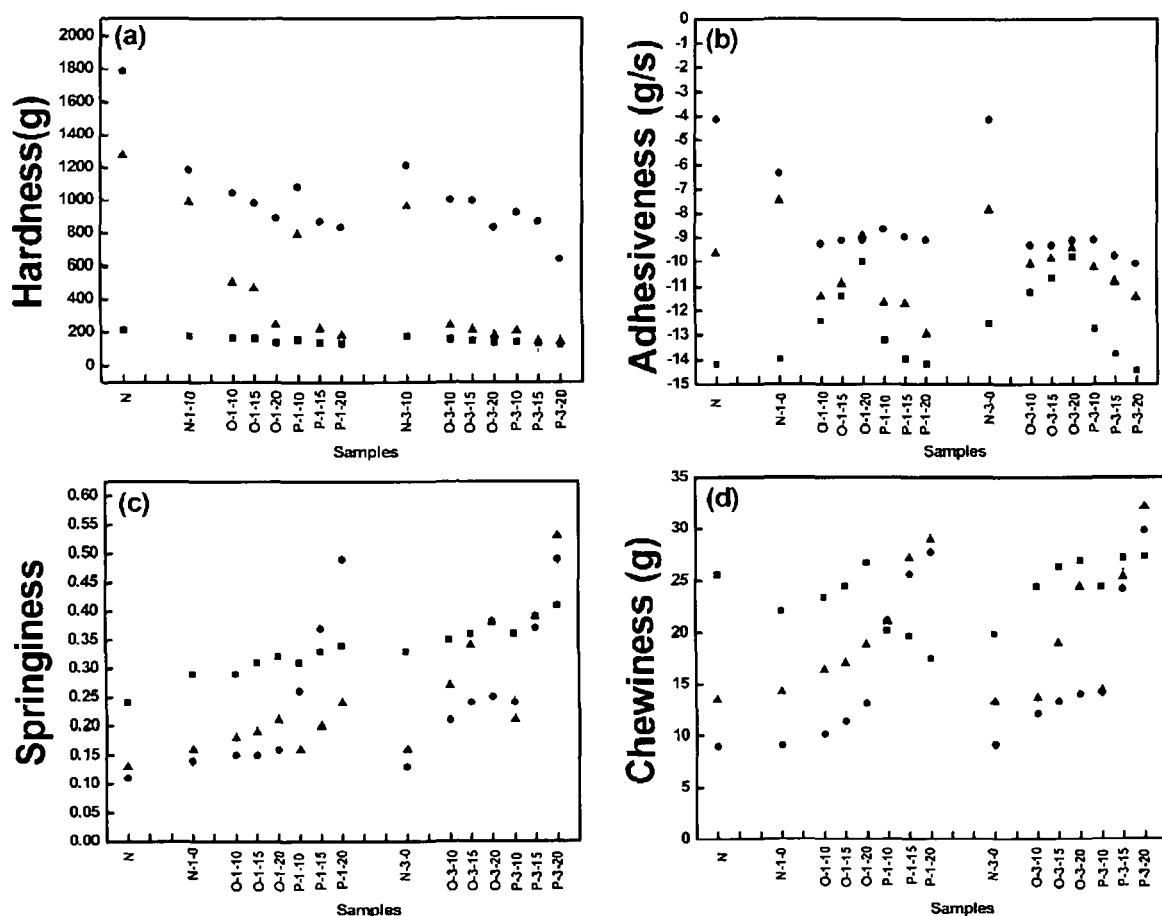 (a)
Hardness(g)
2000
1800
1600
1400
1200
1000
800
600
400
200
0
N
N-1-10
O-1-10
O-1-15
O-1-20
P-1-10
P-1-15
P-1-20
N-3-10
O-3-10
O-3-15
O-3-20
P-3-10
P-3-15
P-3-20
Samples
(b)
Adhesiveness (g/s)
-0
-1
-2
-3
-4
-5
-6
-7
-8
-9
-10
-11
-12
-13
-14
-15
N
N-1-0
O-1-10
O-1-15
O-1-20
P-1-10
P-1-15
P-1-20
N-3-0
O-3-10
O-3-15
O-3-20
P-3-10
P-3-15
P-3-20
Samples
(c)
Springiness
0.60
0.55
0.50
0.45
0.40
0.35
0.30
0.25
0.20
0.15
0.10
0.05
0.00
N
N-1-0
O-1-10
O-1-15
O-1-20
P-1-10
P-1-15
P-1-20
N-3-0
O-3-10
O-3-15
O-3-20
P-3-10
P-3-15
P-3-20
Samples
(d)
Chewiness (g)
35
30
25
20
15
10
5
0
N
N-1-0
O-1-10
O-1-15
O-1-20
P-1-10
P-1-15
P-1-20
N-3-0
O-3-10
O-3-15
O-3-20
P-3-10
P-3-15
P-3-20
Samples